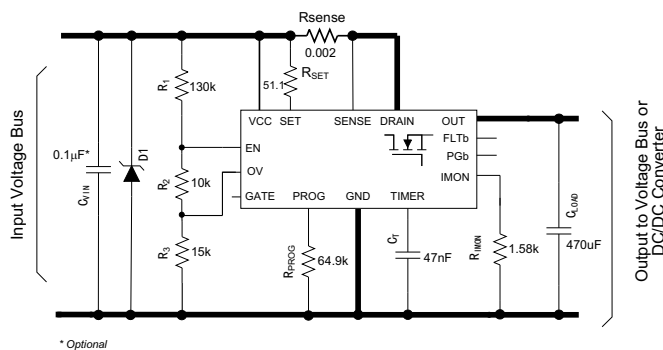 Rsense
0.002
RSET
51.1
R1
130k
VCC
SET
SENSE
DRAIN
OUT
FLTb
PGb
IMON
EN
OV
GATE
PROG
GND
TIMER
Input Voltage Bus
0.1µF*
CVIN
D1
R2
10k
R3
15k
RPROG
64.9k
CT
47nF
RIMON
1.58k
CLOAD
470uF
Output to Voltage Bus or
DC/DC Converter
* Optional